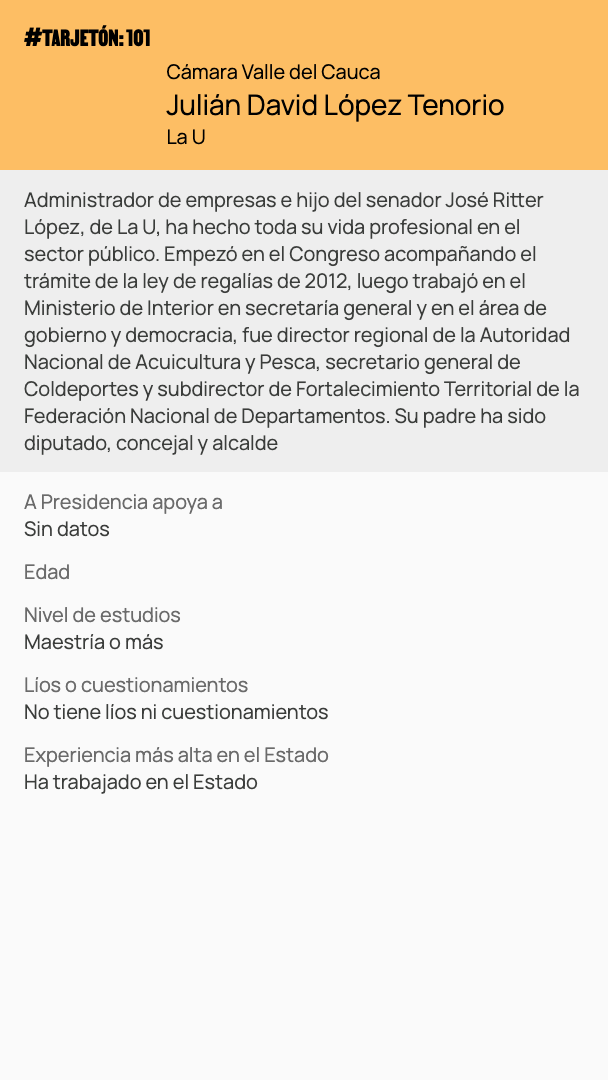 #TARJETÓN: 101
Cámara Valle del Cauca
Julián David López Tenorio
La U
Administrador de empresas e hijo del senador José Ritter
López, de La U, ha hecho toda su vida profesional en el
sector público. Empezó en el Congreso acompañando el
trámite de la ley de regalías de 2012, luego trabajó en el
Ministerio de Interior en secretaría general y en el área de
gobierno y democracia, fue director regional de la Autoridad
Nacional de Acuicultura y Pesca, secretario general de
Coldeportes y subdirector de Fortalecimiento Territorial de la
Federación Nacional de Departamentos. Su padre ha sido
diputado, concejal y alcalde
A Presidencia apoya a
Sin datos
Edad
Nivel de estudios
Maestría o más
Líos o cuestionamientos
No tiene líos ni cuestionamientos
Experiencia más alta en el Estado
Ha trabajado en el Estado